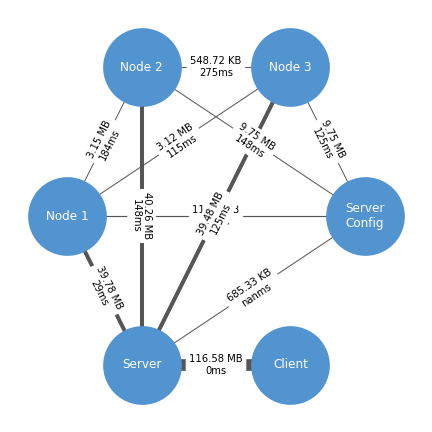 Node 2
548.72 KB
275ms
Node 3
3.15 MB
184ms
3.12 MB
115ms
9.75 MB
148ms
9.75 MB
125ms
Node 1
40.26 MB
148ms
39.48 MB
125ms
Server
Config
39.78 MB
29ms
685.33 KB
nanms
Server
116.58 MB
0ms
Client